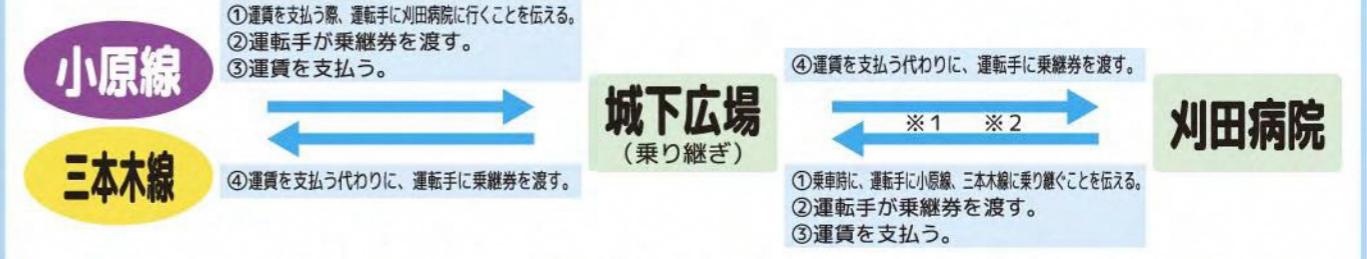 ①運賃を支払う際、運転手に刈田病院に行くことを伝える。
②運転手が乗継券を渡す。
③運賃を支払う。
小原線
三本木線
④運賃を支払う代わりに、運転手に乗継券を渡す。
城下広場
(乗り継ぎ)
④運賃を支払う代わりに、運転手に乗継券を渡す。
※1 ※2
①乗車時に、運転手に小原線、三本木線に乗り継ぐことを伝える。
②運転手が乗継券を渡す。
③運賃を支払う。
刈田病院